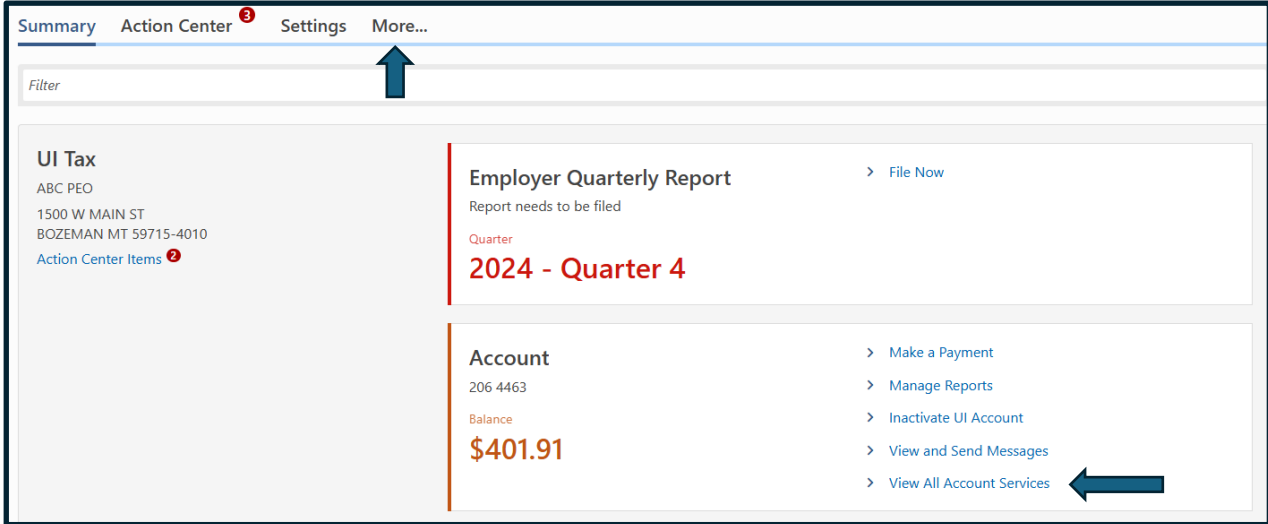 Summary Action Center 3 Settings More...
Filter
UI Tax
ABC PEO
1500 W MAIN ST
BOZEMAN MT 59715-4010
Action Center Items 2
Employer Quarterly Report
Report needs to be filed
Quarter
2024 - Quarter 4
> File Now
Account
206 4463
Balance
$401.91
> Make a Payment
> Manage Reports
> Inactivate UI Account
> View and Send Messages
> View All Account Services